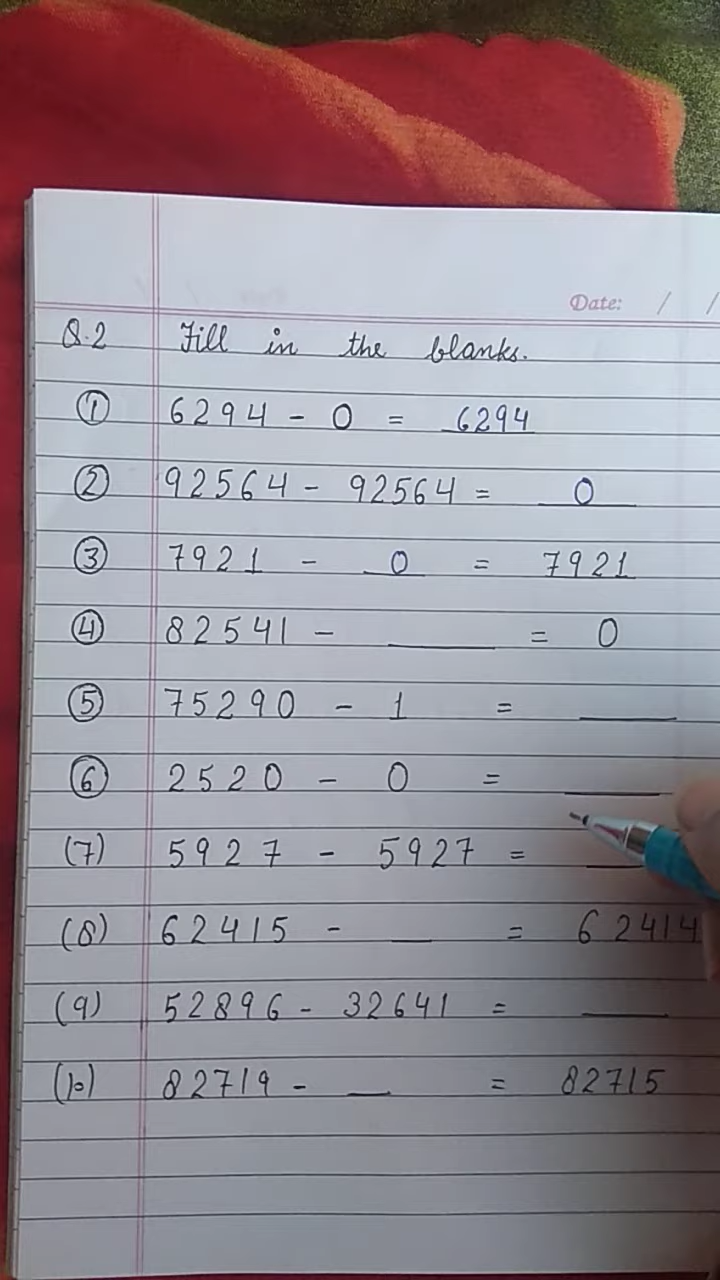 Date: / /
Q.2 Fill in the blanks.
① 6294 - 0 = 6294
② 92564 - 92564 = 0
③ 7921 - 0 = 7921
④ 82541 - ____ = 0
⑤ 75290 - 1 = ____
⑥ 2520 - 0 = ____
(7) 5927 - 5927 = ____
(8) 62415 - __ = 62414
(9) 52896 - 32641 = ____
(10) 82719 - __ = 82715